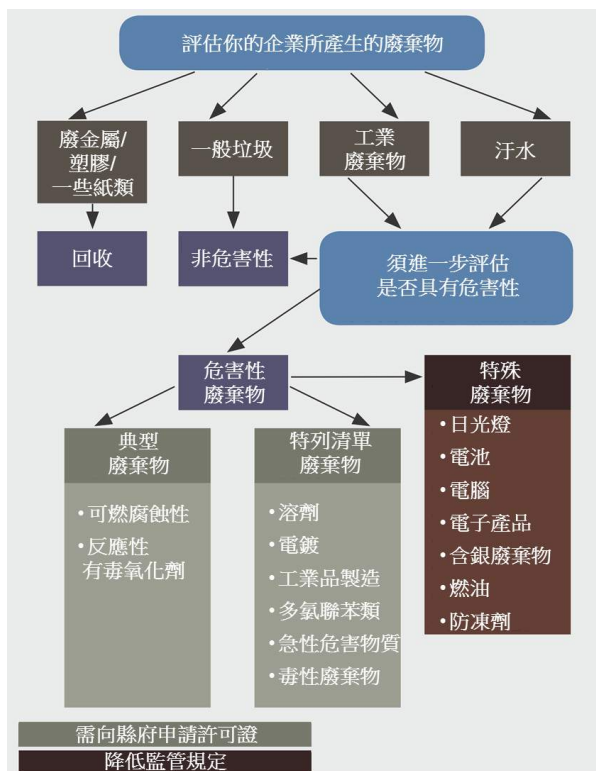 評估你的企業所產生的廢棄物
廢金屬/
塑膠/
一些紙類
一般垃圾
工業
廢棄物
汙水
回收
非危害性
須進一步評估
是否具有危害性
危害性
廢棄物
特殊
廢棄物
•日光燈
•電池
•電腦
•電子產品
•含銀廢棄物
•燃油
•防凍劑
典型
廢棄物
•可燃腐蝕性
•反應性
有毒氧化劑
特列清單
廢棄物
•溶劑
•電鍍
•工業品製造
•多氯聯苯類
•急性危害物質
•毒性廢棄物
需向縣府申請許可證
降低監管規定